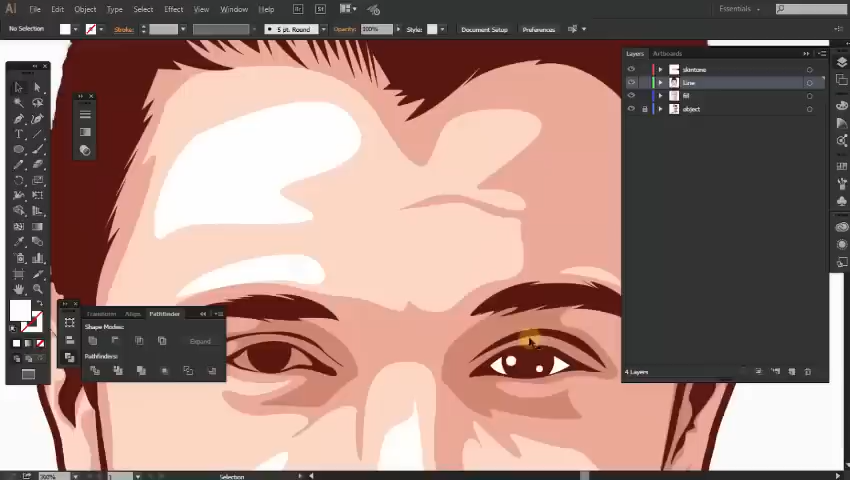 Ai File Edit Object Type Select Effect View Window Help Br St Essentials
No Selection Stroke: 5 pt. Round Opacity: 100% Style: Document Setup Preferences
Layers Artboards
skintone
Line
fill
object
Transform Align Pathfinder
Shape Modes:
Expand
Pathfinders:
4 Layers
Selection